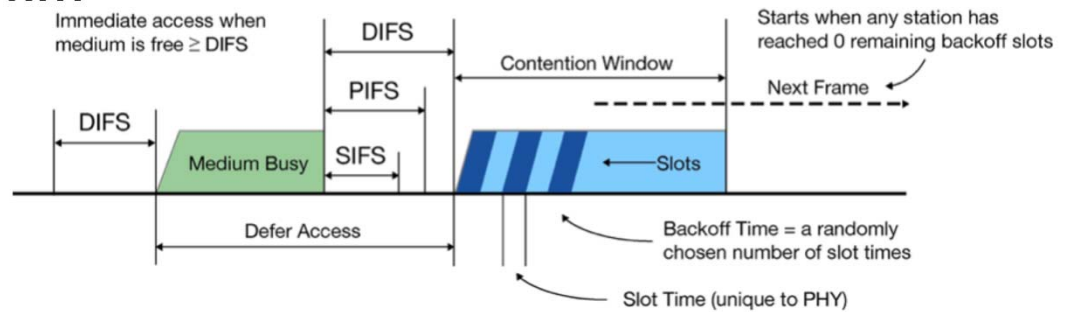 Immediate access when
medium is free ≥ DIFS
DIFS
Medium Busy
DIFS
PIFS
SIFS
Contention Window
Starts when any station has
reached 0 remaining backoff slots
Next Frame
Slots
Defer Access
Backoff Time = a randomly
chosen number of slot times
Slot Time (unique to PHY)